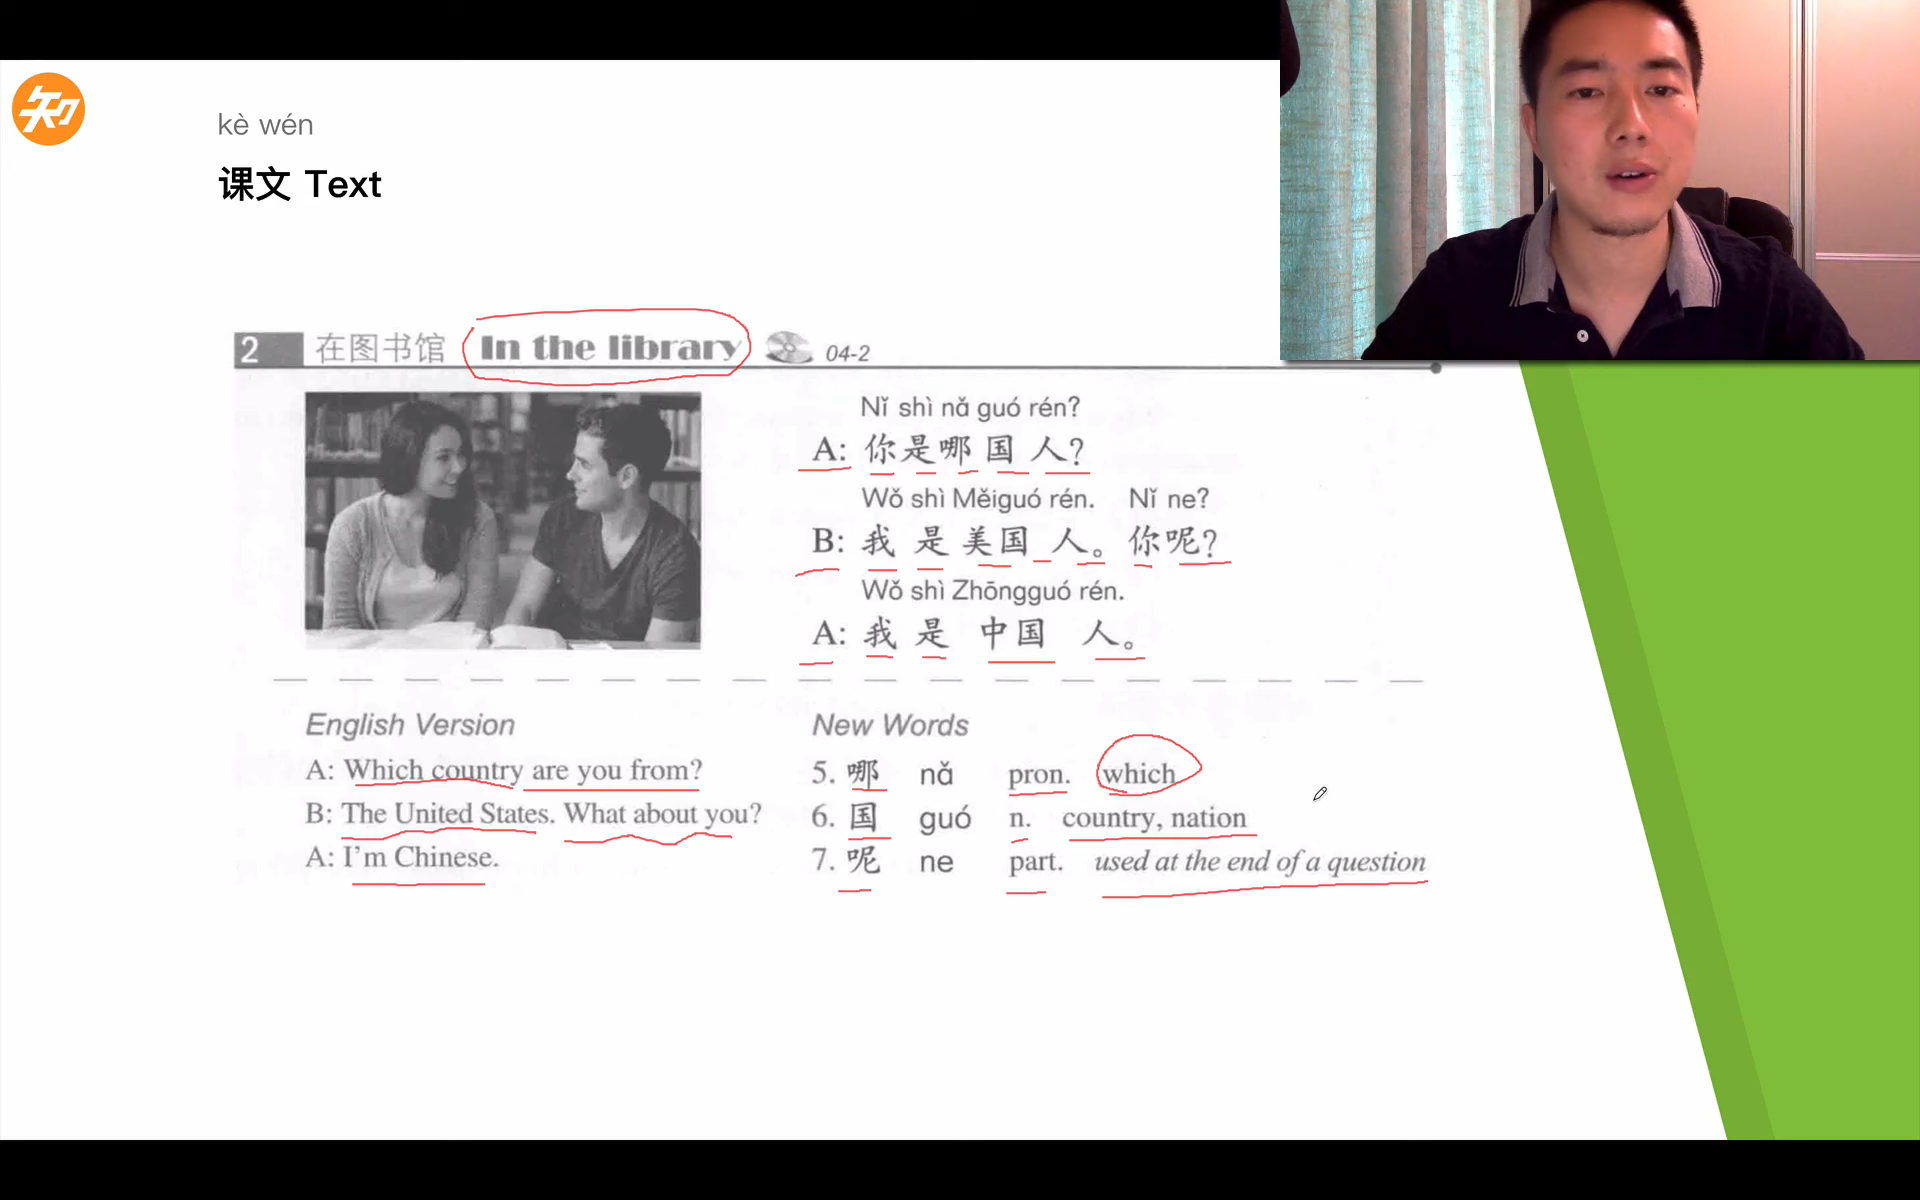 知
kè wén
课文 Text
2 在图书馆 In the library 04-2
Nǐ shì nǎ guó rén?
A: 你是哪国人?
Wǒ shì Měiguó rén. Nǐ ne?
B: 我是美国人。你呢?
Wǒ shì Zhōngguó rén.
A: 我是中国人。
English Version
A: Which country are you from?
B: The United States. What about you?
A: I'm Chinese.
New Words
5. 哪 nǎ pron. which
6. 国 guó n. country, nation
7. 呢 ne part. used at the end of a question